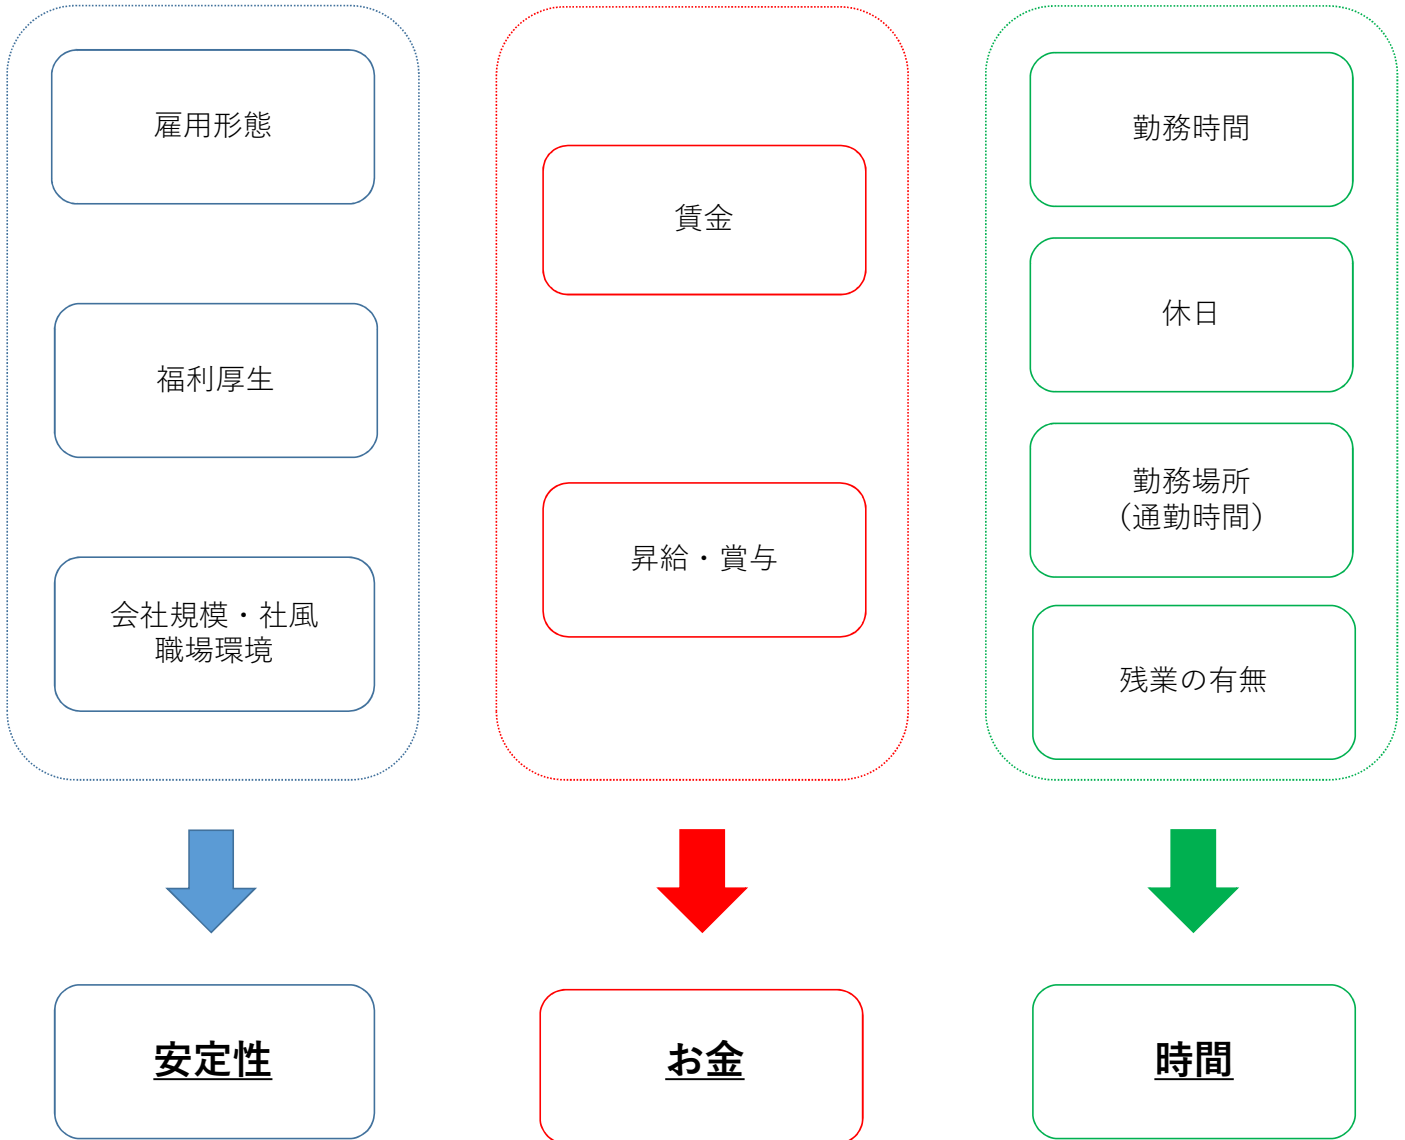 雇用形態
福利厚生
会社規模・社風
職場環境
安定性
賃金
昇給・賞与
お金
勤務時間
休日
勤務場所
（通勤時間）
残業の有無
時間